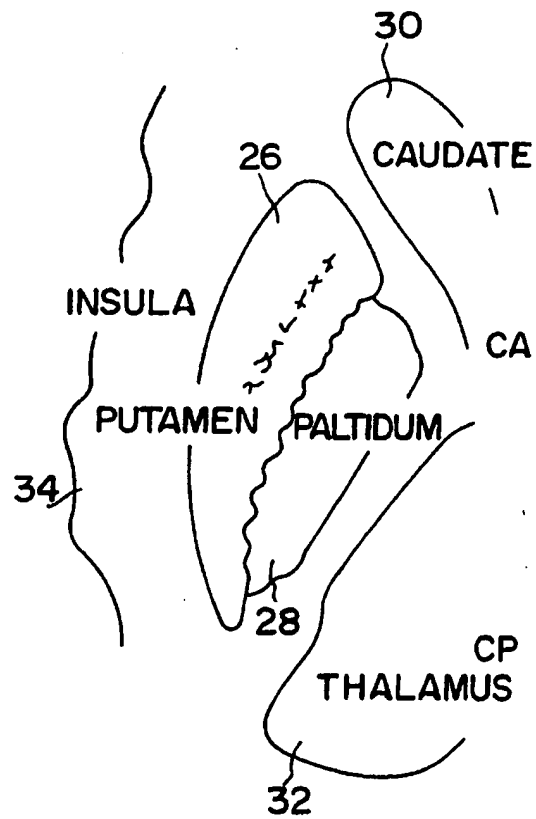 30
CAUDATE
26
INSULA
CA
PUTAMEN
PALTIDUM
34
28
CP
THALAMUS
32